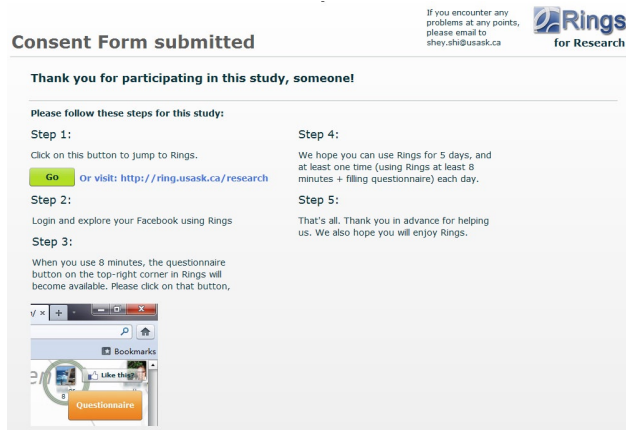 If you encounter any
problems at any points,
please email to
shey.shi@usask.ca
Rings
for Research
Consent Form submitted
Thank you for participating in this study, someone!
Please follow these steps for this study:
Step 1:
Click on this button to jump to Rings.
Go Or visit: http://ring.usask.ca/research
Step 2:
Login and explore your Facebook using Rings
Step 3:
When you use 8 minutes, the questionnaire
button on the top-right corner in Rings will
become available. Please click on that button,
Bookmarks
en
Like this?
8
Questionnaire
Step 4:
We hope you can use Rings for 5 days, and
at least one time (using Rings at least 8
minutes + filling questionnaire) each day.
Step 5:
That's all. Thank you in advance for helping
us. We also hope you will enjoy Rings.